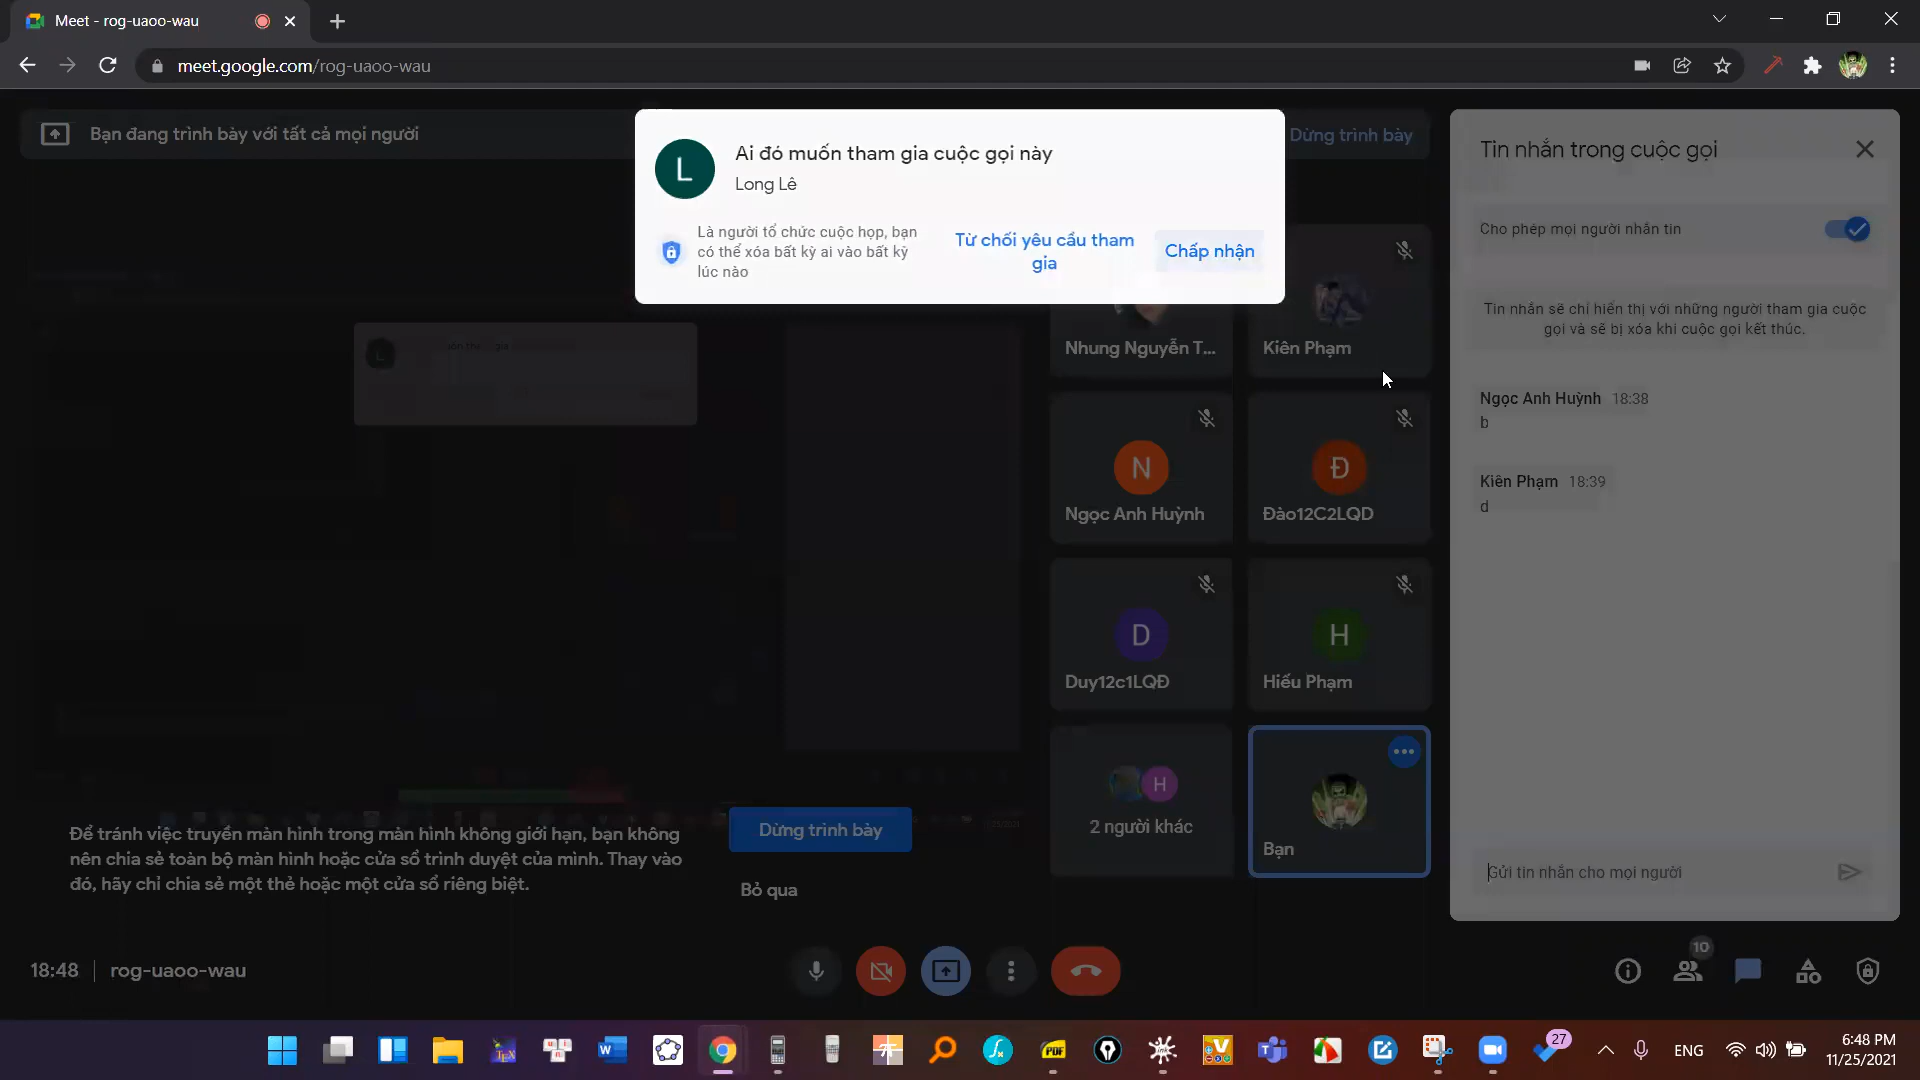 Meet - rog-uaoo-wau
meet.google.com/rog-uaoo-wau
Bạn đang trình bày với tất cả mọi người
Dừng trình bày
Ai đó muốn tham gia cuộc gọi này
L
Long Lê
Là người tổ chức cuộc họp, bạn
có thể xóa bất kỳ ai vào bất kỳ
lúc nào
Từ chối yêu cầu tham
gia
Chấp nhận
Tin nhắn trong cuộc gọi
Cho phép mọi người nhắn tin
Tin nhắn sẽ chỉ hiển thị với những người tham gia cuộc
gọi và sẽ bị xóa khi cuộc gọi kết thúc.
Ngọc Anh Huỳnh 18:38
b
Kiên Phạm 18:39
d
Gửi tin nhắn cho mọi người
Nhung Nguyễn T...
Kiên Phạm
N
Ngọc Anh Huỳnh
Đ
Đào12C2LQD
D
Duy12c1LQĐ
H
Hiếu Phạm
H
2 người khác
Bạn
L
Để tránh việc truyền màn hình trong màn hình không giới hạn, bạn không
nên chia sẻ toàn bộ màn hình hoặc cửa sổ trình duyệt của mình. Thay vào
đó, hãy chỉ chia sẻ một thẻ hoặc một cửa sổ riêng biệt.
Dừng trình bày
Bỏ qua
18:48 | rog-uaoo-wau
10
TEX
W
PDF
V
27
ENG
6:48 PM
11/25/2021